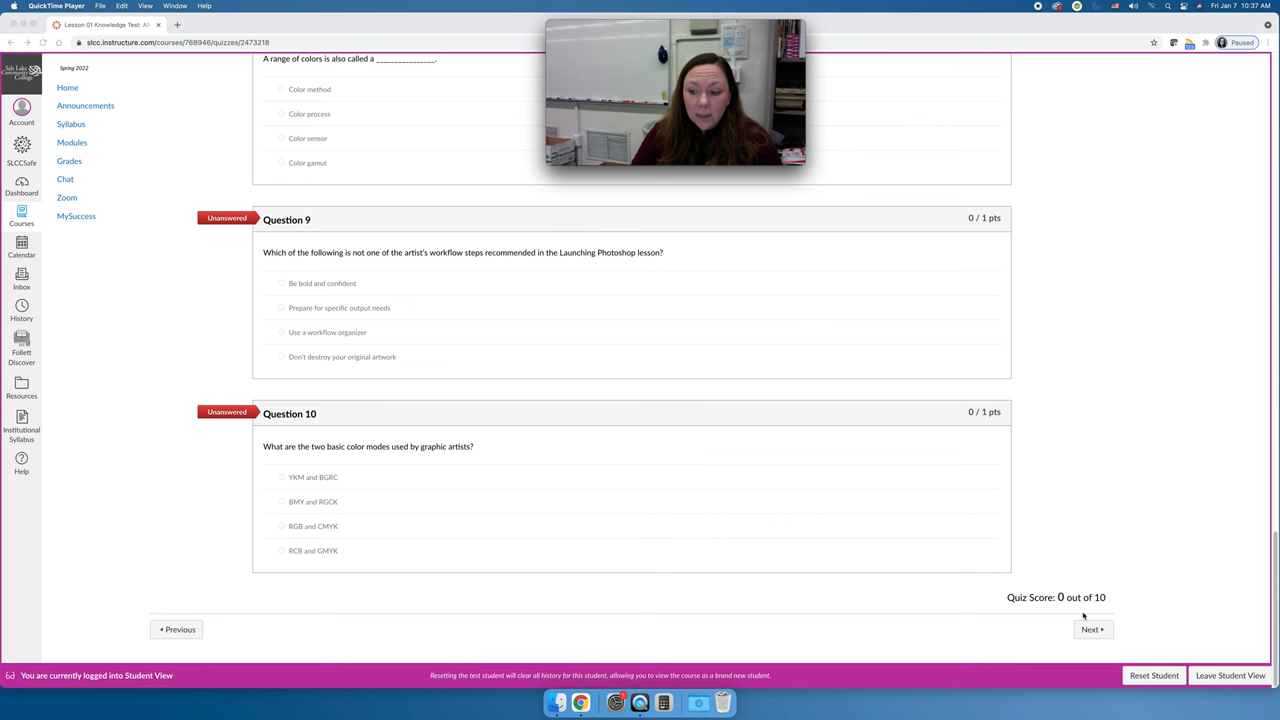 QuickTime Player File Edit View Window Help Fri Jan 7 10:37 AM
Lesson 01 Knowledge Test: AR
slcc.instructure.com/courses/768946/quizzes/2473218
Paused
Salt Lake
Community
College
Account
SLCCSafe
Dashboard
Courses
Calendar
Inbox
History
Follett
Discover
Resources
Institutional
Syllabus
Help
Spring 2022
Home
Announcements
Syllabus
Modules
Grades
Chat
Zoom
MySuccess
A range of colors is also called a _______________.
Color method
Color process
Color sensor
Color gamut
Unanswered Question 9 0 / 1 pts
Which of the following is not one of the artist's workflow steps recommended in the Launching Photoshop lesson?
Be bold and confident
Prepare for specific output needs
Use a workflow organizer
Don't destroy your original artwork
Unanswered Question 10 0 / 1 pts
What are the two basic color modes used by graphic artists?
YKM and BGRC
BMY and RGCK
RGB and CMYK
RCB and GMYK
Quiz Score: 0 out of 10
Previous Next
You are currently logged into Student View Resetting the test student will clear all history for this student, allowing you to view the course as a brand new student. Reset Student Leave Student View